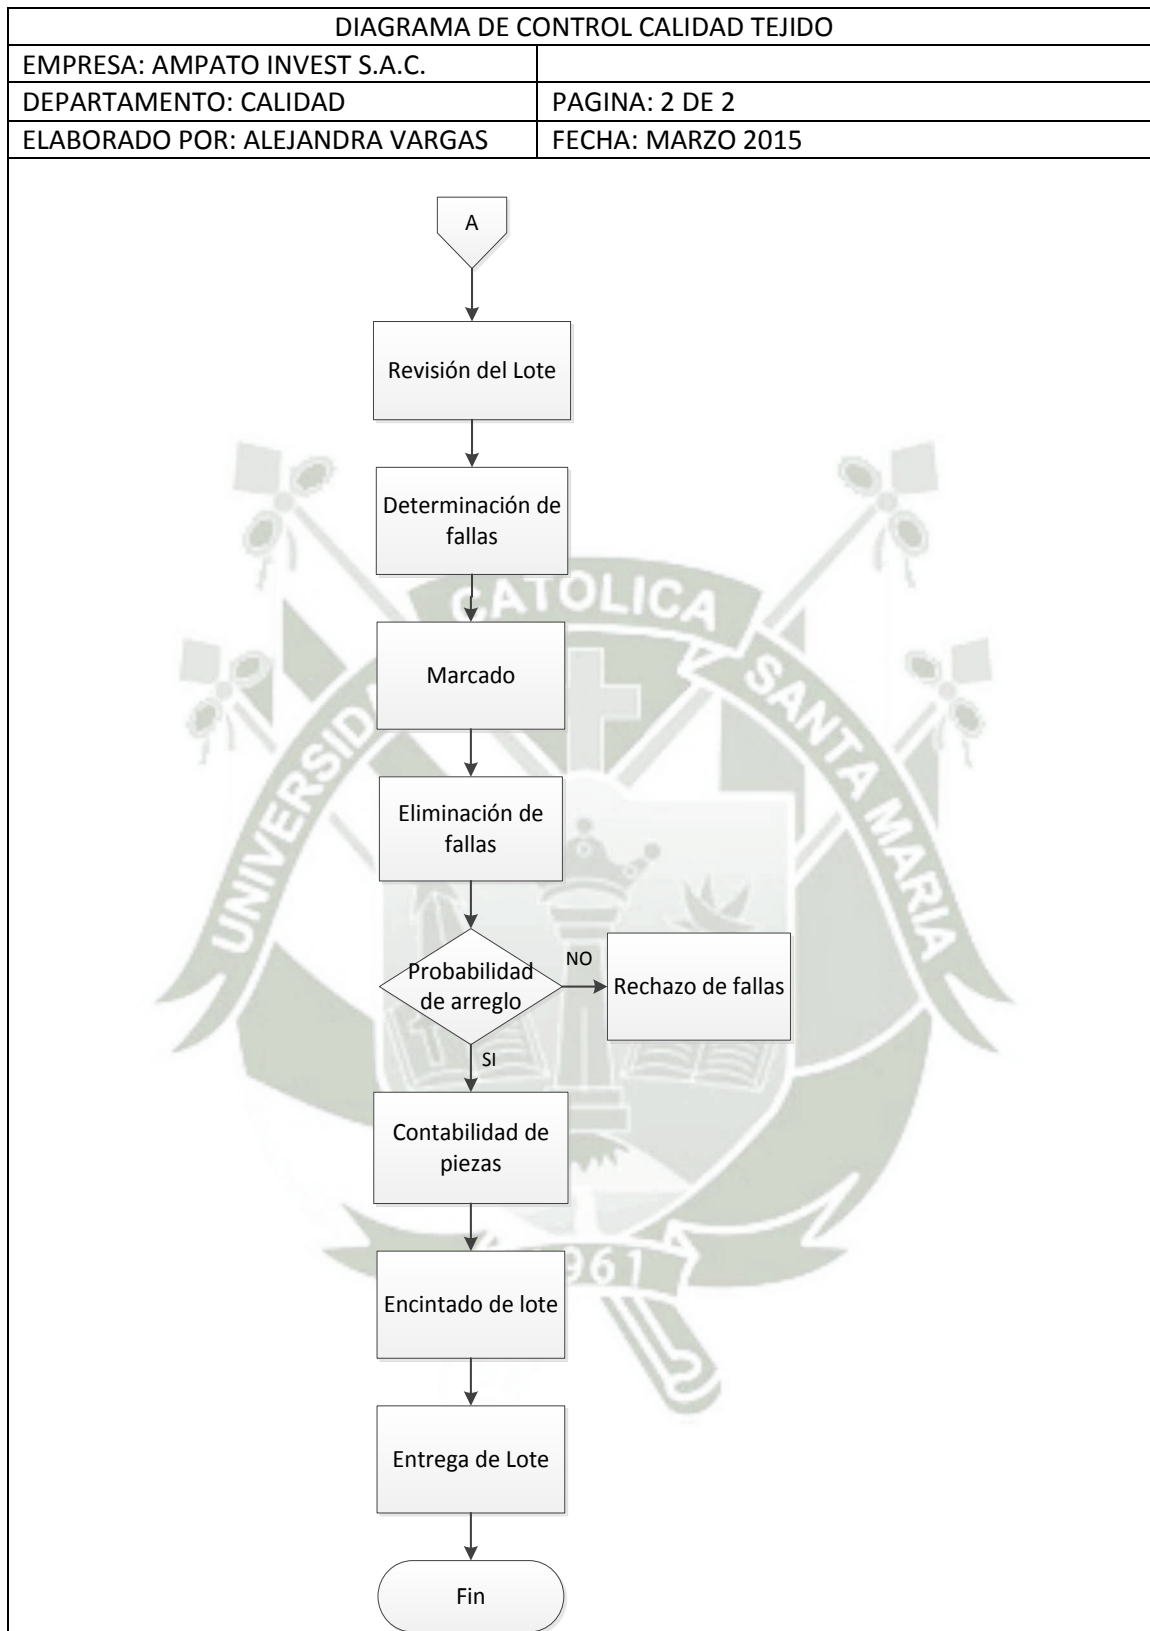 DIAGRAMA DE CONTROL CALIDAD TEJIDO
EMPRESA: AMPATO INVEST S.A.C.
DEPARTAMENTO: CALIDAD
PAGINA: 2 DE 2
ELABORADO POR: ALEJANDRA VARGAS
FECHA: MARZO 2015
A
Revisión del Lote
Determinación de
fallas
Marcado
Eliminación de
fallas
Probabilidad
de arreglo
NO
Rechazo de fallas
SI
Contabilidad de
piezas
Encintado de lote
Entrega de Lote
Fin
CATOLICA
SANTA MARIA